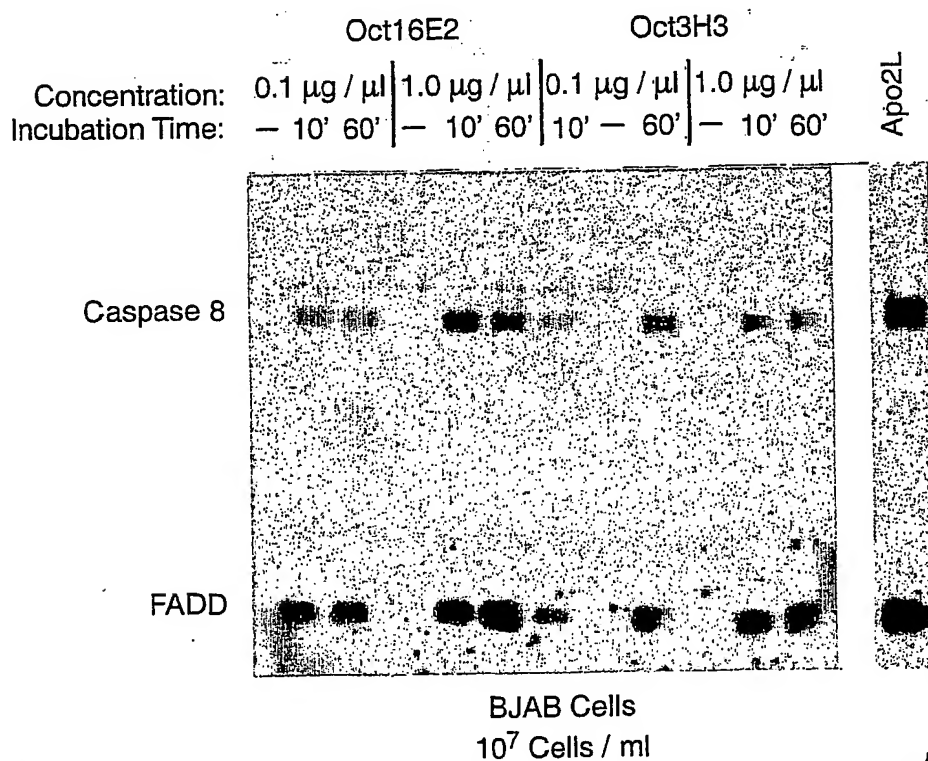 Oct16E2 Oct3H3
Apo2L
Concentration: 0.1 µg / µl 1.0 µg / µl 0.1 µg / µl 1.0 µg / µl
Incubation Time: — 10' 60' — 10' 60' 10' — 60' — 10' 60'
Caspase 8
FADD
BJAB Cells
10⁷ Cells / ml